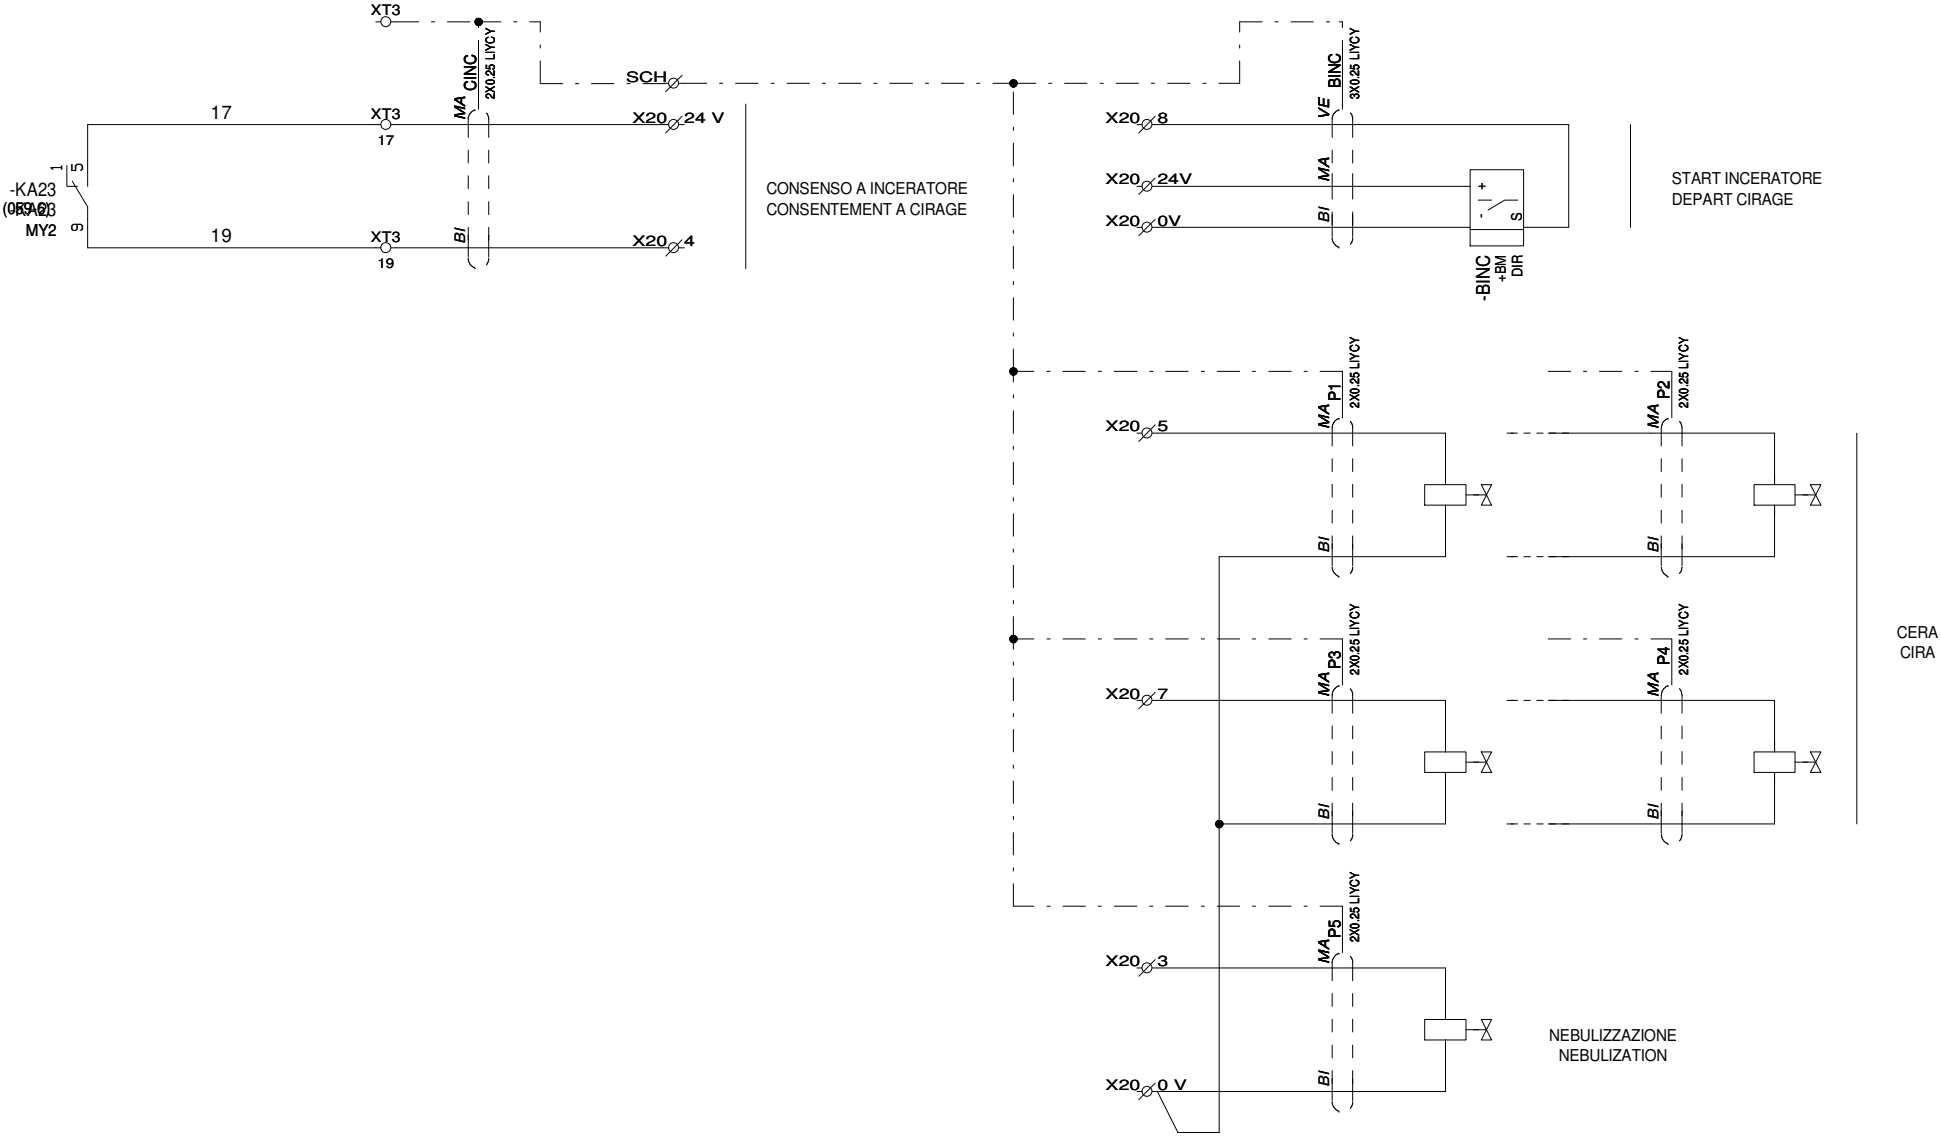 XT3
CINC
2X0.25 LIYCY
MA
SCH
17
XT3
17
X20 24 V
1
5
-KA23
MY2
9
19
XT3
19
BI
X20 4
CONSENSO A INCERATORE
CONSENTEMENT A CIRAGE
BINC
3X0.25 LIYCY
VE
X20 8
MA
X20 24V
BI
X20 0V
+
-
S
-BINC
+BM
DIR
START INCERATORE
DEPART CIRAGE
P1
2X0.25 LIYCY
MA
X20 5
BI
P2
2X0.25 LIYCY
MA
BI
P3
2X0.25 LIYCY
MA
X20 7
BI
P4
2X0.25 LIYCY
MA
BI
CERA
CIRA
P5
2X0.25 LIYCY
MA
X20 3
BI
X20 0 V
NEBULIZZAZIONE
NEBULIZATION